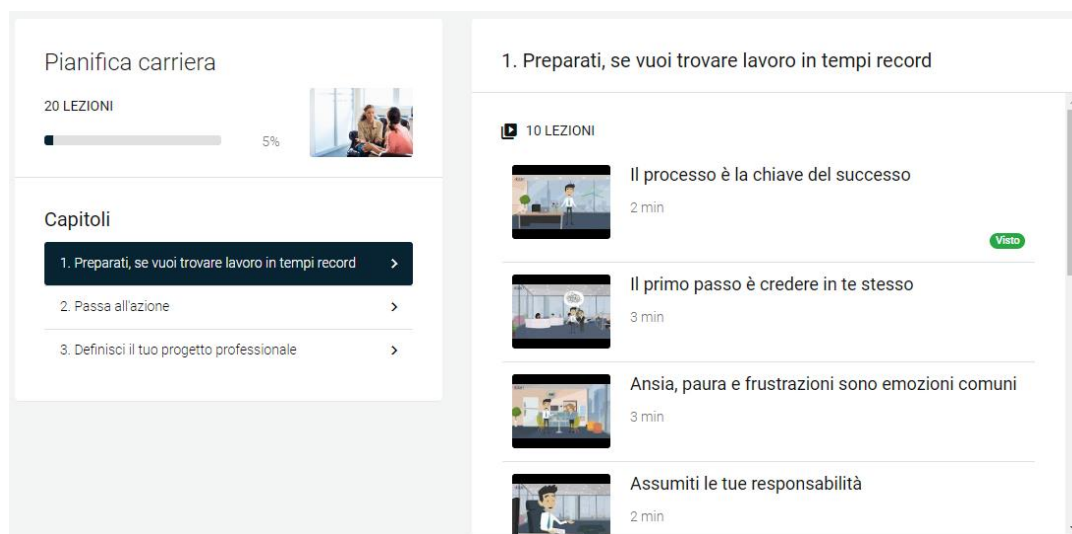 Pianifica carriera
20 LEZIONI
5%
Capitoli
1. Preparati, se vuoi trovare lavoro in tempi record
2. Passa all'azione
3. Definisci il tuo progetto professionale
1. Preparati, se vuoi trovare lavoro in tempi record
10 LEZIONI
Il processo è la chiave del successo
2 min
Visto
Il primo passo è credere in te stesso
3 min
Ansia, paura e frustrazioni sono emozioni comuni
3 min
Assumiti le tue responsabilità
2 min